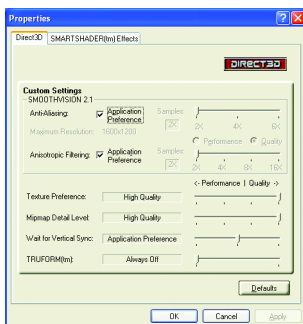 Properties
Direct3D SMARTSHADER(tm) Effects
DIRECT3D
Custom Settings
SMOOTHVISION 2.1
Anti-Aliasing: Application Preference Samples: 2X 2X 4X 6X
Maximum Resolution: 1600x1200
Performance Quality
Anisotropic Filtering: Application Preference Samples: 2X 2X 4X 8X 16X
<- Performance | Quality ->
Texture Preference: High Quality
Mipmap Detail Level: High Quality
Wait for Vertical Sync: Application Preference
TRUFORM(tm): Always Off
Defaults
OK Cancel Apply